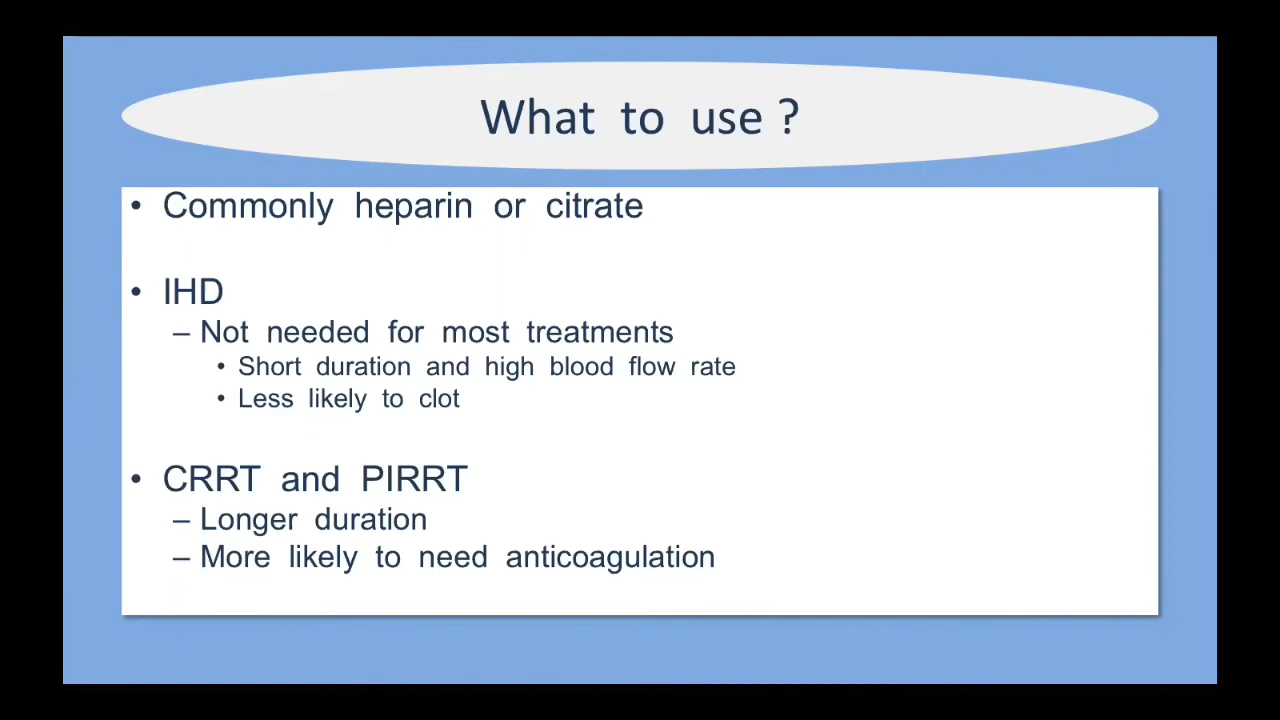 What to use ?
• Commonly heparin or citrate
• IHD
– Not needed for most treatments
• Short duration and high blood flow rate
• Less likely to clot
• CRRT and PIRRT
– Longer duration
– More likely to need anticoagulation